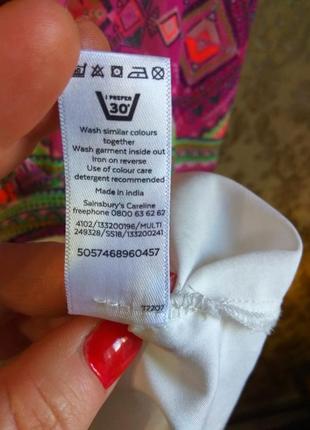 I PREFER
30°
Wash similar colours
together
Wash garment inside out
Iron on reverse
Use of colour care
detergent recommended
Made in India
Sainsbury's Careline
freephone 0800 63 62 62
4102/133200196/MULTI
249328/SS18/133200241
5057468960457
77207